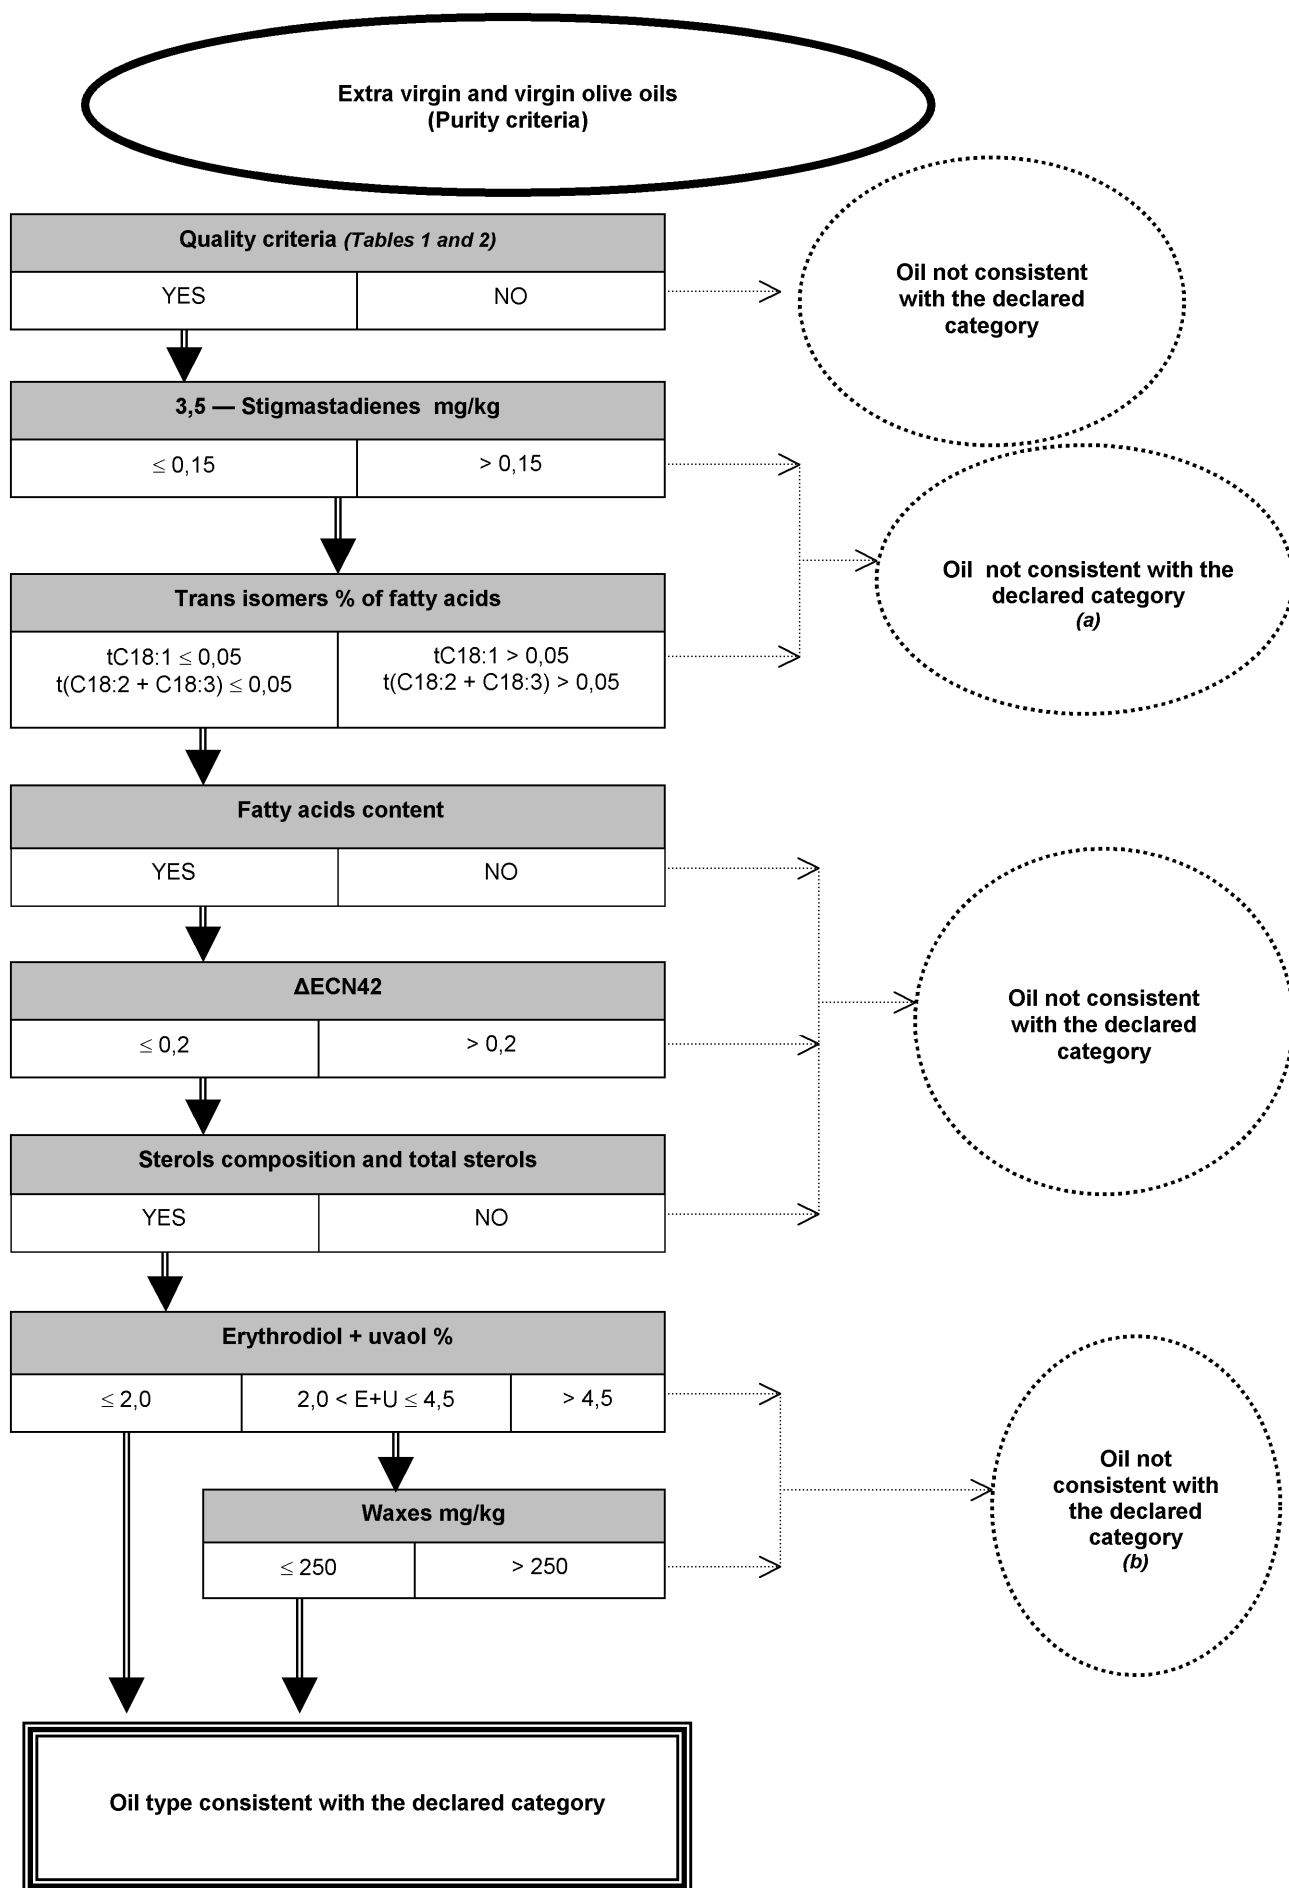 Extra virgin and virgin olive oils
(Purity criteria)
Quality criteria (Tables 1 and 2)
YES
NO
Oil not consistent
with the declared
category
3,5 — Stigmastadienes mg/kg
≤ 0,15
> 0,15
Oil not consistent with the
declared category
(a)
Trans isomers % of fatty acids
tC18:1 ≤ 0,05
t(C18:2 + C18:3) ≤ 0,05
tC18:1 > 0,05
t(C18:2 + C18:3) > 0,05
Fatty acids content
YES
NO
Oil not consistent
with the declared
category
ΔECN42
≤ 0,2
> 0,2
Sterols composition and total sterols
YES
NO
Erythrodiol + uvaol %
≤ 2,0
2,0 < E+U ≤ 4,5
> 4,5
Oil not
consistent with
the declared
category
(b)
Waxes mg/kg
≤ 250
> 250
Oil type consistent with the declared category